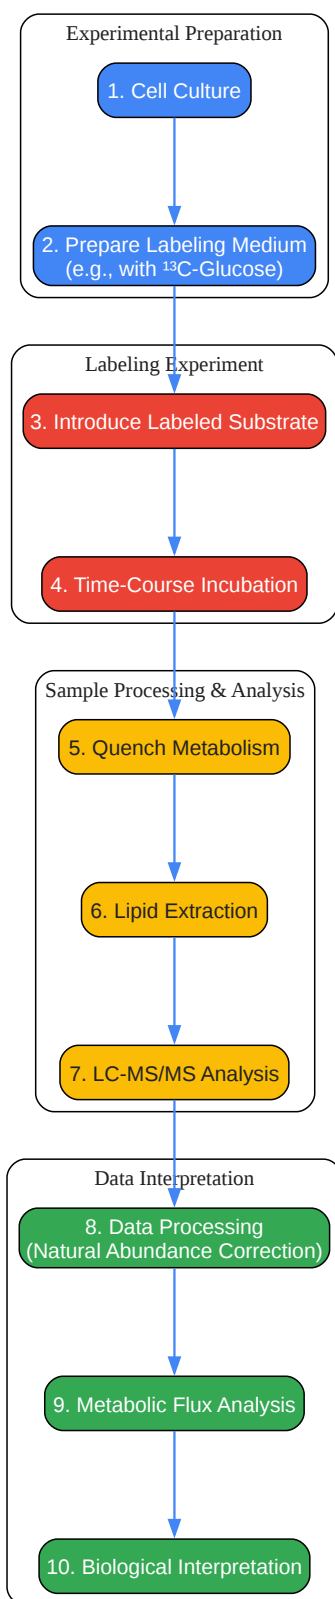 Experimental Preparation
1. Cell Culture
2. Prepare Labeling Medium
(e.g., with ¹³C-Glucose)
Labeling Experiment
3. Introduce Labeled Substrate
4. Time-Course Incubation
Sample Processing & Analysis
5. Quench Metabolism
6. Lipid Extraction
7. LC-MS/MS Analysis
Data Interpretation
8. Data Processing
(Natural Abundance Correction)
9. Metabolic Flux Analysis
10. Biological Interpretation